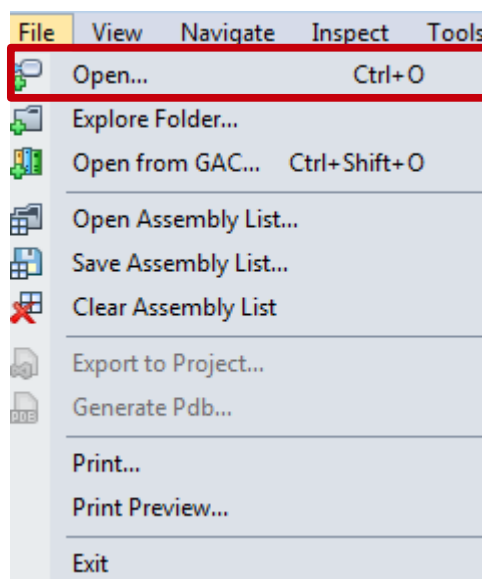 File View Navigate Inspect Tools
Open... Ctrl+O
Explore Folder...
Open from GAC... Ctrl+Shift+O
Open Assembly List...
Save Assembly List...
Clear Assembly List
Export to Project...
Generate Pdb...
PDB
Print...
Print Preview...
Exit